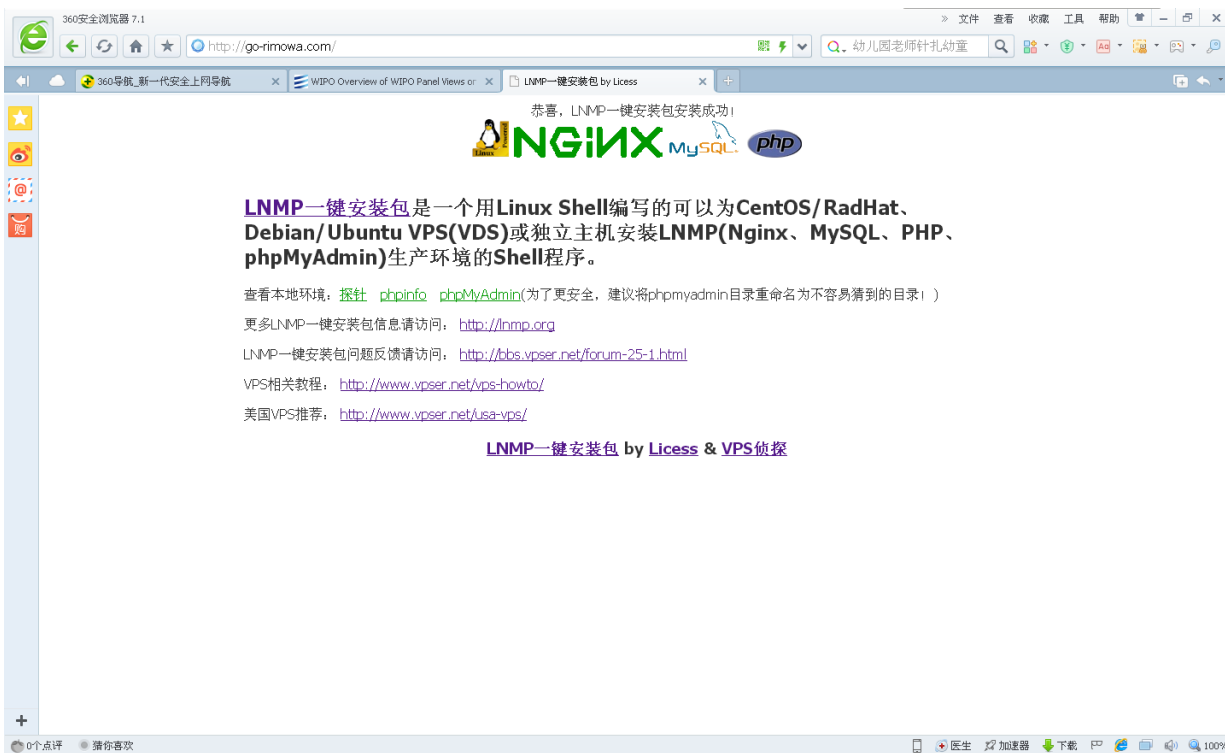 360安全浏览器 7.1
» 文件 查看 收藏 工具 帮助
http://go-rimowa.com/
幼儿园老师针扎幼童
360导航_新一代安全上网导航
WIPO Overview of WIPO Panel Views or
LNMP一键安装包 by Licess
恭喜，LNMP一键安装包安装成功!
Linux Powered NGiNX MySQL php
LNMP一键安装包是一个用Linux Shell编写的可以为CentOS/RadHat、
Debian/Ubuntu VPS(VDS)或独立主机安装LNMP(Nginx、MySQL、PHP、
phpMyAdmin)生产环境的Shell程序。
查看本地环境：探针 phpinfo phpMyAdmin(为了更安全，建议将phpmyadmin目录重命名为不容易猜到的目录！)
更多LNMP一键安装包信息请访问： http://lnmp.org
LNMP一键安装包问题反馈请访问： http://bbs.vpser.net/forum-25-1.html
VPS相关教程： http://www.vpser.net/vps-howto/
美国VPS推荐： http://www.vpser.net/usa-vps/
LNMP一键安装包 by Licess & VPS侦探
购
0个点评 猜你喜欢
医生 加速器 下载 100%